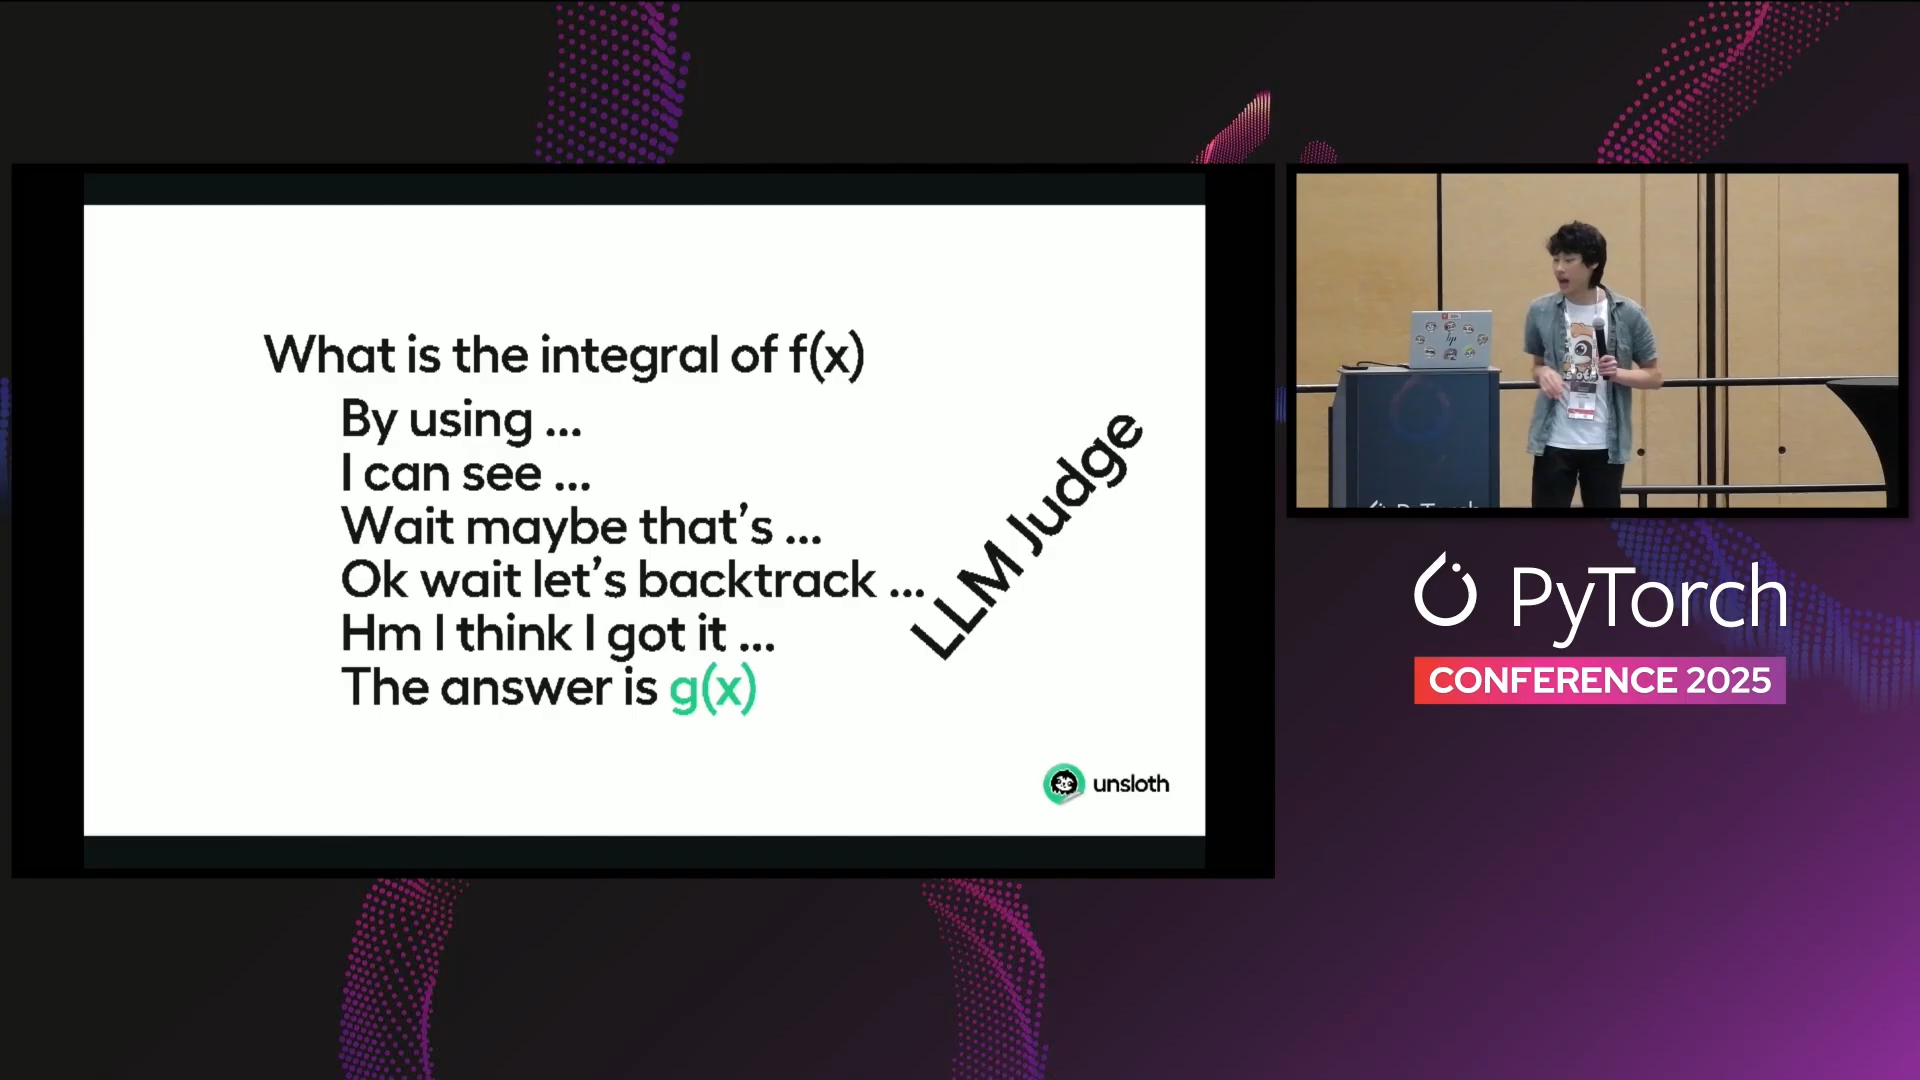 What is the integral of f(x)
By using ...
I can see ...
Wait maybe that's ...
Ok wait let's backtrack ...
Hm I think I got it ...
The answer is g(x)
LLM Judge
unsloth
PyTorch
CONFERENCE 2025